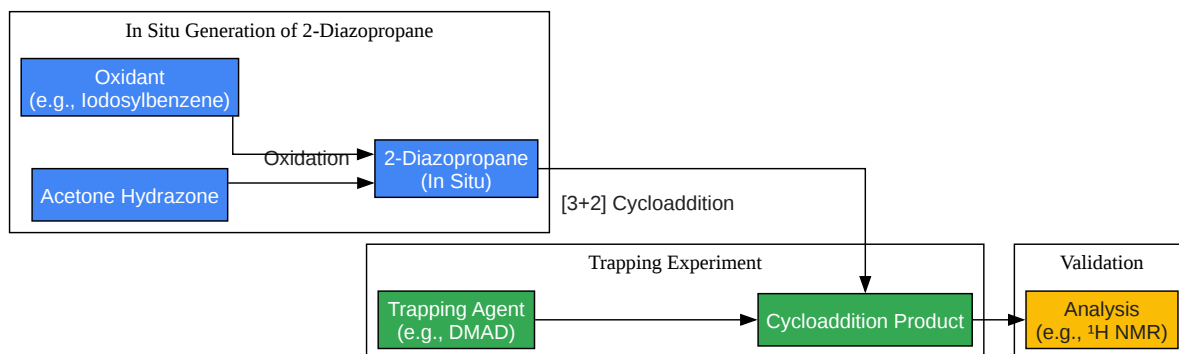 In Situ Generation of 2-Diazopropane
Oxidant
(e.g., Iodosylbenzene)
Oxidation
2-Diazopropane
(In Situ)
Acetone Hydrazone
[3+2] Cycloaddition
Trapping Experiment
Validation
Trapping Agent
(e.g., DMAD)
Cycloaddition Product
Analysis
(e.g., ¹H NMR)